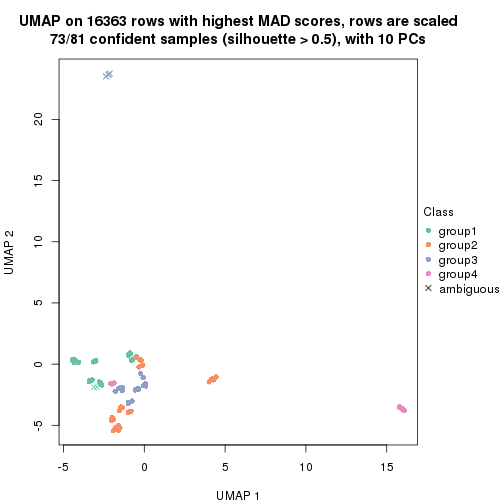 UMAP on 16363 rows with highest MAD scores, rows are scaled
73/81 confident samples (silhouette > 0.5), with 10 PCs
UMAP 2
20
15
10
5
0
-5
-5
0
5
10
15
UMAP 1
Class
group1
group2
group3
group4
ambiguous